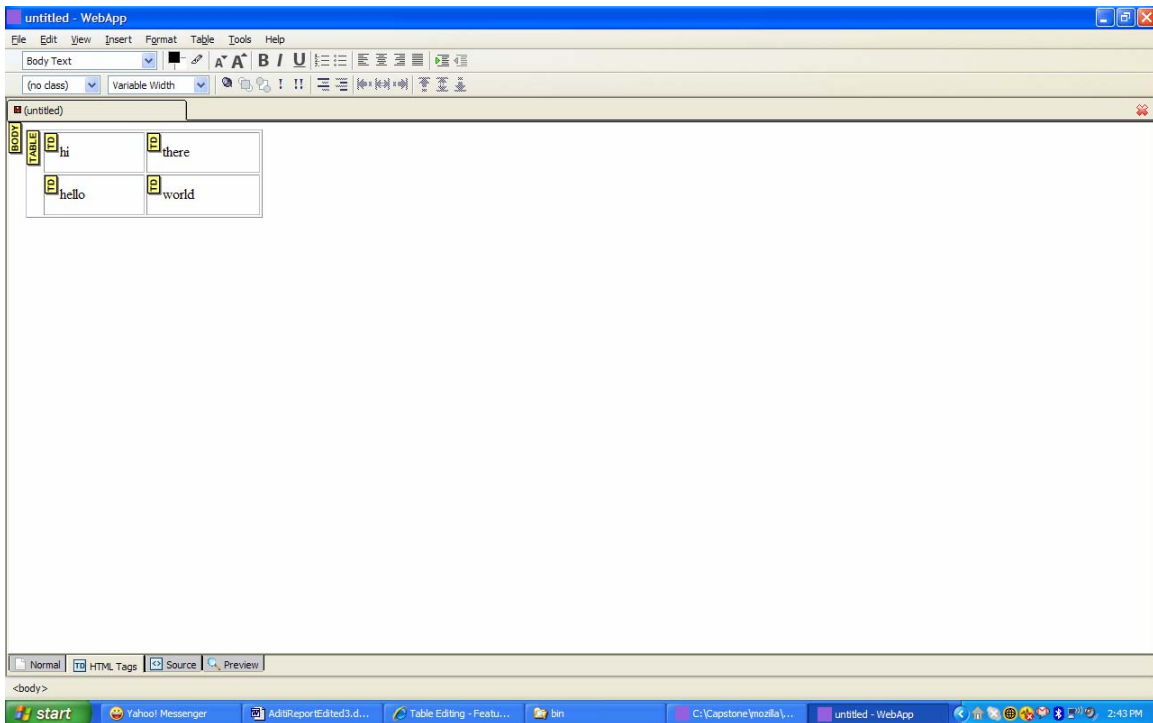 untitled - WebApp
File Edit View Insert Format Table Tools Help
Body Text A A B I U
(no class) Variable Width ! !!
(untitled)
BODY
TABLE
TD hi TD there
TD hello TD world
Normal TD HTML Tags Source Preview
<body>
start Yahoo! Messenger AditiReportEdited3.d... Table Editing - Featu... bin C:\Capstone\mozilla\... untitled - WebApp 2:43 PM